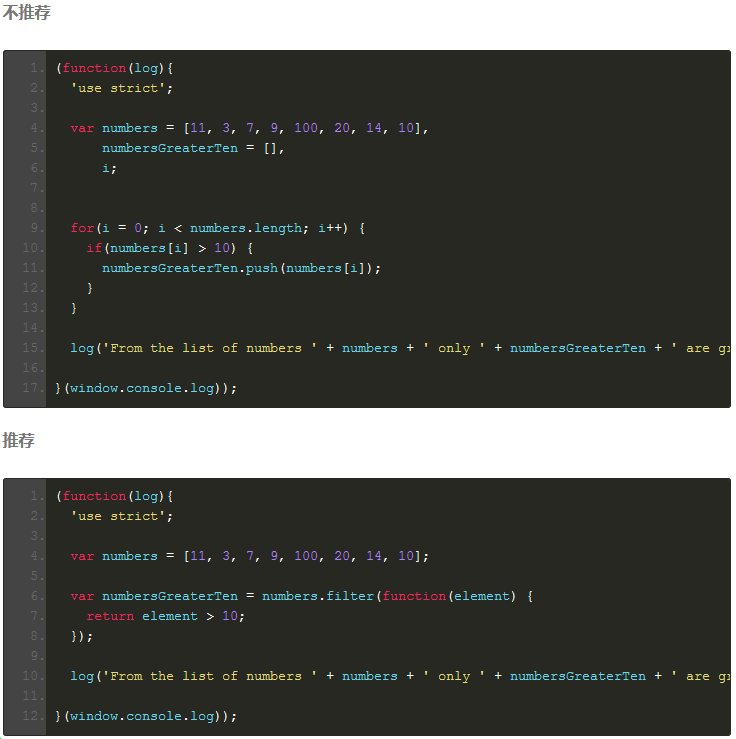 不推荐
1. (function(log){
2.   'use strict';
3.
4.   var numbers = [11, 3, 7, 9, 100, 20, 14, 10],
5.       numbersGreaterTen = [],
6.       i;
7.
8.
9.   for(i = 0; i < numbers.length; i++) {
10.     if(numbers[i] > 10) {
11.       numbersGreaterTen.push(numbers[i]);
12.     }
13.   }
14.
15.   log('From the list of numbers ' + numbers + ' only ' + numbersGreaterTen + ' are gr
16.
17. }(window.console.log));
推荐
1. (function(log){
2.   'use strict';
3.
4.   var numbers = [11, 3, 7, 9, 100, 20, 14, 10];
5.
6.   var numbersGreaterTen = numbers.filter(function(element) {
7.     return element > 10;
8.   });
9.
10.   log('From the list of numbers ' + numbers + ' only ' + numbersGreaterTen + ' are gr
11.
12. }(window.console.log));